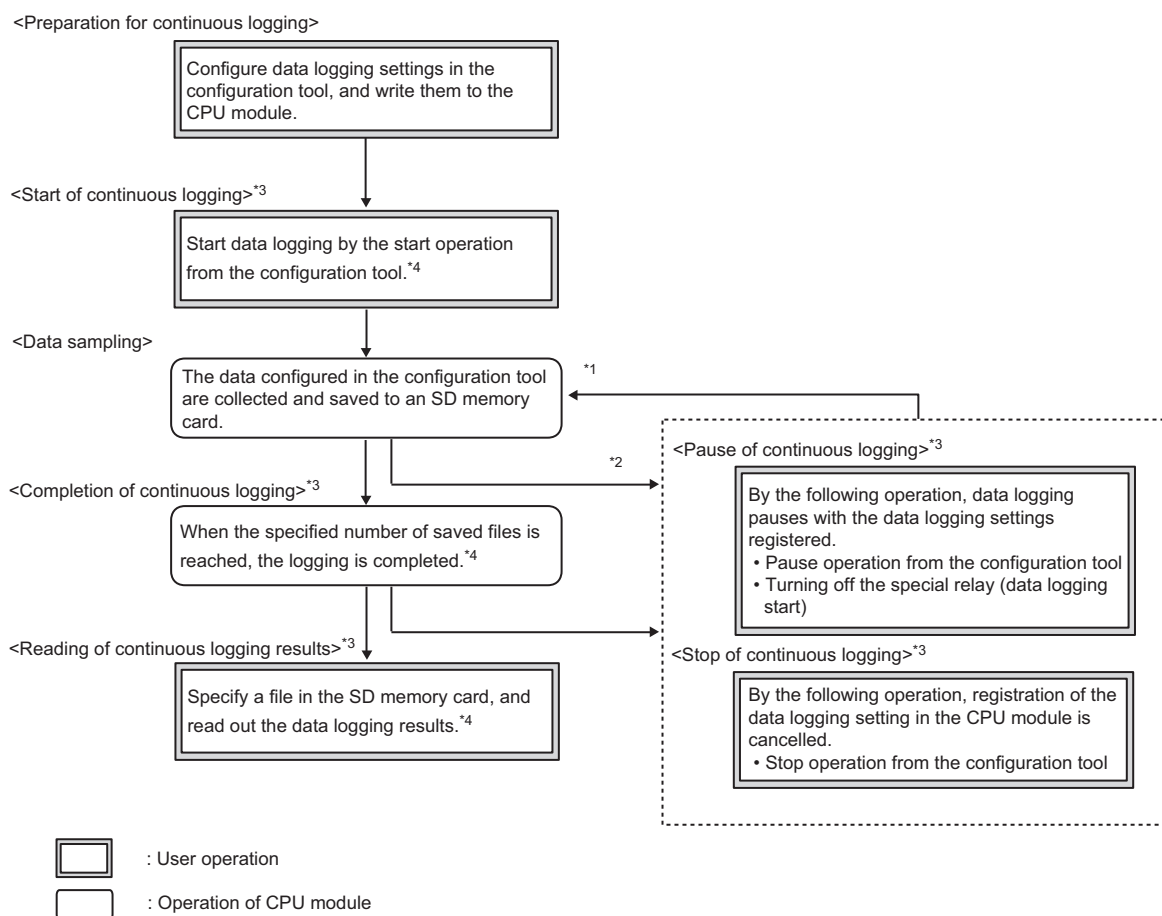 <Preparation for continuous logging>
Configure data logging settings in the
configuration tool, and write them to the
CPU module.
<Start of continuous logging>*3
Start data logging by the start operation
from the configuration tool.*4
<Data sampling>
The data configured in the configuration tool
are collected and saved to an SD memory
card.
*1
*2
<Completion of continuous logging>*3
When the specified number of saved files is
reached, the logging is completed.*4
<Reading of continuous logging results>*3
Specify a file in the SD memory card, and
read out the data logging results.*4
<Pause of continuous logging>*3
By the following operation, data logging
pauses with the data logging settings
registered.
• Pause operation from the configuration tool
• Turning off the special relay (data logging
start)
<Stop of continuous logging>*3
By the following operation, registration of the
data logging setting in the CPU module is
cancelled.
• Stop operation from the configuration tool
: User operation
: Operation of CPU module